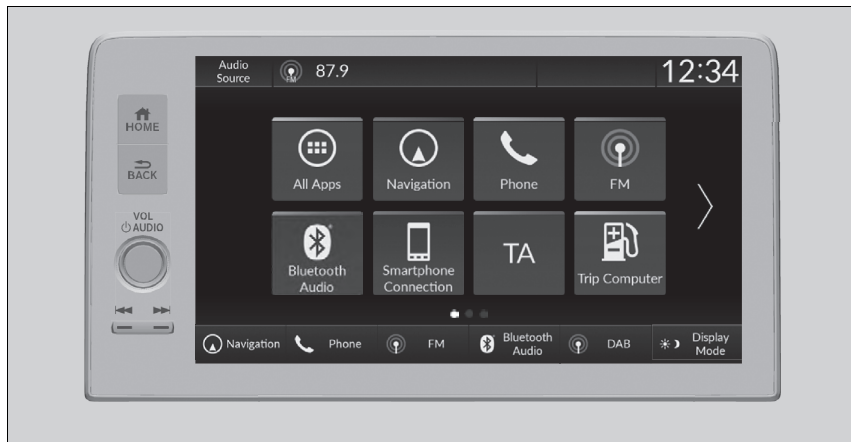 Audio
Source
FM
87.9
12:34
HOME
BACK
VOL
AUDIO
All Apps
Navigation
Phone
FM
Bluetooth
Audio
Smartphone
Connection
TA
Trip Computer
Navigation
Phone
FM
Bluetooth
Audio
DAB
Display
Mode